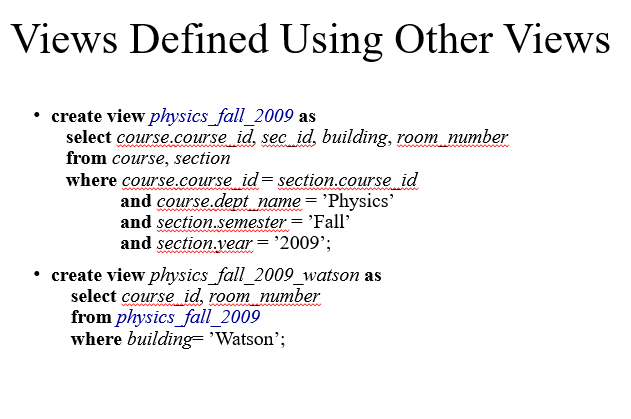 Views Defined Using Other Views
• create view physics_fall_2009 as
select course.course_id, sec_id, building, room_number
from course, section
where course.course_id = section.course_id
and course.dept_name = ’Physics’
and section.semester = ’Fall’
and section.year = ’2009’;
• create view physics_fall_2009_watson as
select course_id, room_number
from physics_fall_2009
where building= ’Watson’;